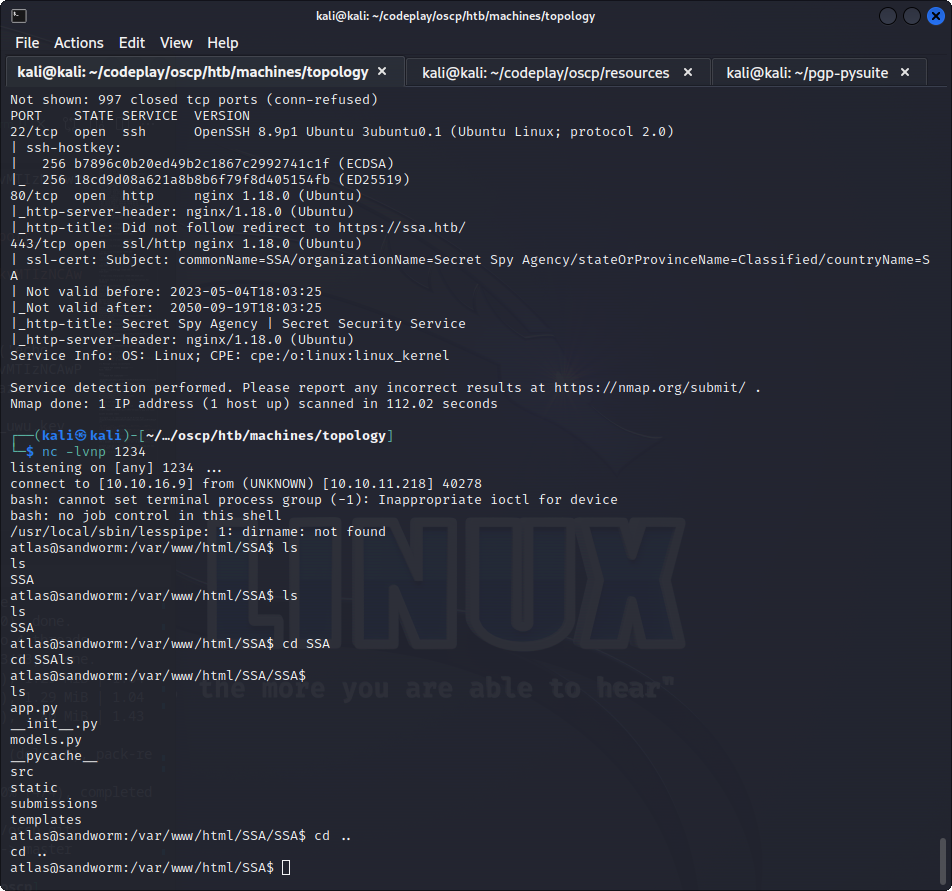 kali@kali: ~/codeplay/oscp/htb/machines/topology
File Actions Edit View Help
kali@kali: ~/codeplay/oscp/htb/machines/topology × kali@kali: ~/codeplay/oscp/resources × kali@kali: ~/pgp-pysuite ×
Not shown: 997 closed tcp ports (conn-refused)
PORT    STATE SERVICE  VERSION
22/tcp  open  ssh      OpenSSH 8.9p1 Ubuntu 3ubuntu0.1 (Ubuntu Linux; protocol 2.0)
| ssh-hostkey:
|   256 b7896c0b20ed49b2c1867c2992741c1f (ECDSA)
|_  256 18cd9d08a621a8b8b6f79f8d405154fb (ED25519)
80/tcp  open  http     nginx 1.18.0 (Ubuntu)
|_http-server-header: nginx/1.18.0 (Ubuntu)
|_http-title: Did not follow redirect to https://ssa.htb/
443/tcp open  ssl/http nginx 1.18.0 (Ubuntu)
| ssl-cert: Subject: commonName=SSA/organizationName=Secret Spy Agency/stateOrProvinceName=Classified/countryName=S
A
| Not valid before: 2023-05-04T18:03:25
|_Not valid after:  2050-09-19T18:03:25
|_http-title: Secret Spy Agency | Secret Security Service
|_http-server-header: nginx/1.18.0 (Ubuntu)
Service Info: OS: Linux; CPE: cpe:/o:linux:linux_kernel
Service detection performed. Please report any incorrect results at https://nmap.org/submit/ .
Nmap done: 1 IP address (1 host up) scanned in 112.02 seconds
┌──(kali㉿kali)-[~/…/oscp/htb/machines/topology]
└─$ nc -lvnp 1234
listening on [any] 1234 ...
connect to [10.10.16.9] from (UNKNOWN) [10.10.11.218] 40278
bash: cannot set terminal process group (-1): Inappropriate ioctl for device
bash: no job control in this shell
/usr/local/sbin/lesspipe: 1: dirname: not found
atlas@sandworm:/var/www/html/SSA$ ls
ls
SSA
atlas@sandworm:/var/www/html/SSA$ ls
ls
SSA
atlas@sandworm:/var/www/html/SSA$ cd SSA
cd SSAls
atlas@sandworm:/var/www/html/SSA/SSA$
ls
app.py
__init__.py
models.py
__pycache__
src
static
submissions
templates
atlas@sandworm:/var/www/html/SSA/SSA$ cd ..
cd ..
atlas@sandworm:/var/www/html/SSA$
LINUX
the more you are able to hear"